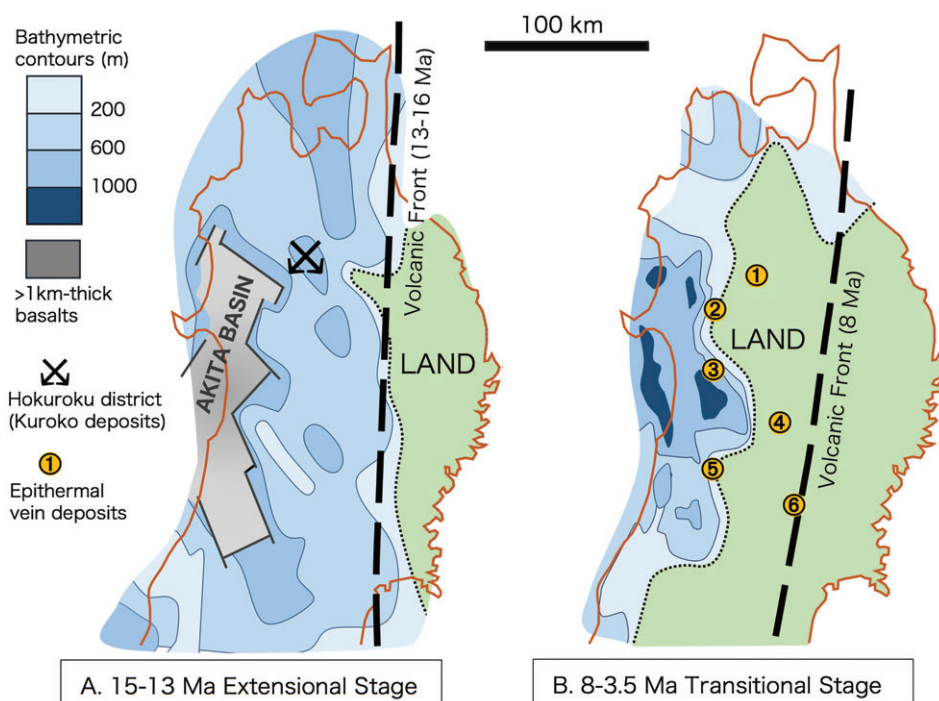 Bathymetric
contours (m)
200
600
1000
>1km-thick
basalts
Hokuroku district
(Kuroko deposits)
1
Epithermal
vein deposits
100 km
AKITA BASIN
Volcanic Front (13-16 Ma)
LAND
A. 15-13 Ma Extensional Stage
1
2
LAND
3
4
5
6
Volcanic Front (8 Ma)
B. 8-3.5 Ma Transitional Stage